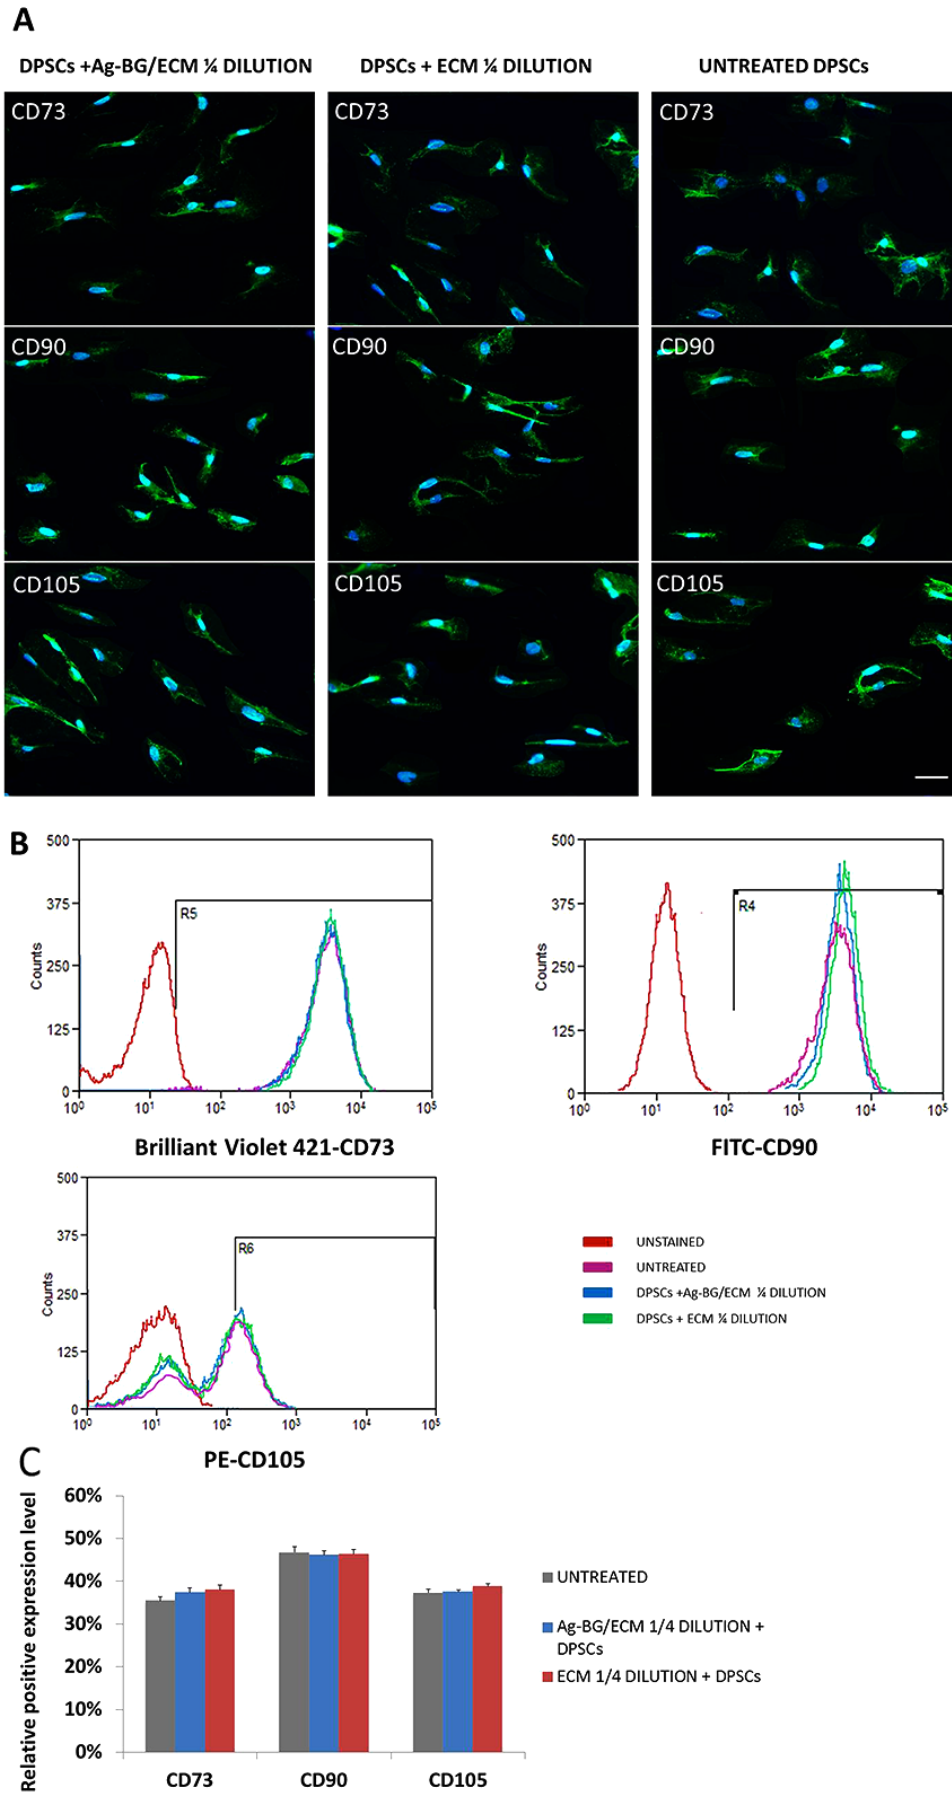 A
DPSCs +Ag-BG/ECM ¼ DILUTION
DPSCs + ECM ¼ DILUTION
UNTREATED DPSCs
CD73
CD73
CD73
CD90
CD90
CD90
CD105
CD105
CD105
B
500
375
250
125
0
Counts
R5
10⁰ 10¹ 10² 10³ 10⁴ 10⁵
Brilliant Violet 421-CD73
500
375
250
125
0
Counts
R4
10⁰ 10¹ 10² 10³ 10⁴ 10⁵
FITC-CD90
500
375
250
125
0
Counts
R6
10⁰ 10¹ 10² 10³ 10⁴ 10⁵
PE-CD105
UNSTAINED
UNTREATED
DPSCs +Ag-BG/ECM ¼ DILUTION
DPSCs + ECM ¼ DILUTION
C
Relative positive expression level
60%
50%
40%
30%
20%
10%
0%
CD73
CD90
CD105
UNTREATED
Ag-BG/ECM 1/4 DILUTION +
DPSCs
ECM 1/4 DILUTION + DPSCs